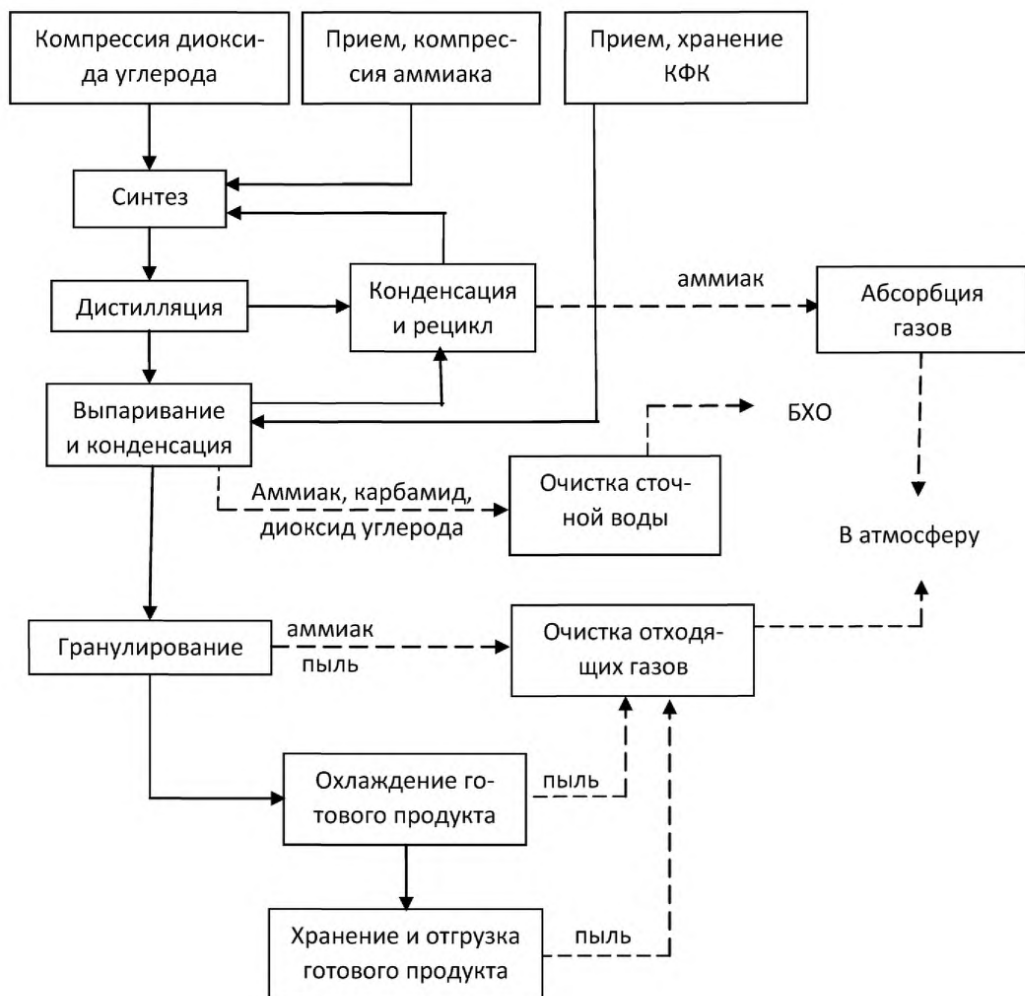 Компрессия диокси-
да углерода
Прием, компрес-
сия аммиака
Прием, хранение
КФК
Синтез
Дистилляция
Конденсация
и рецикл
аммиак
Абсорбция
газов
Выпаривание
и конденсация
БХО
Аммиак, карбамид,
диоксид углерода
Очистка сточ-
ной воды
В атмосферу
Гранулирование
аммиак
пыль
Очистка отходя-
щих газов
Охлаждение го-
тового продукта
пыль
Хранение и отгрузка
готового продукта
пыль